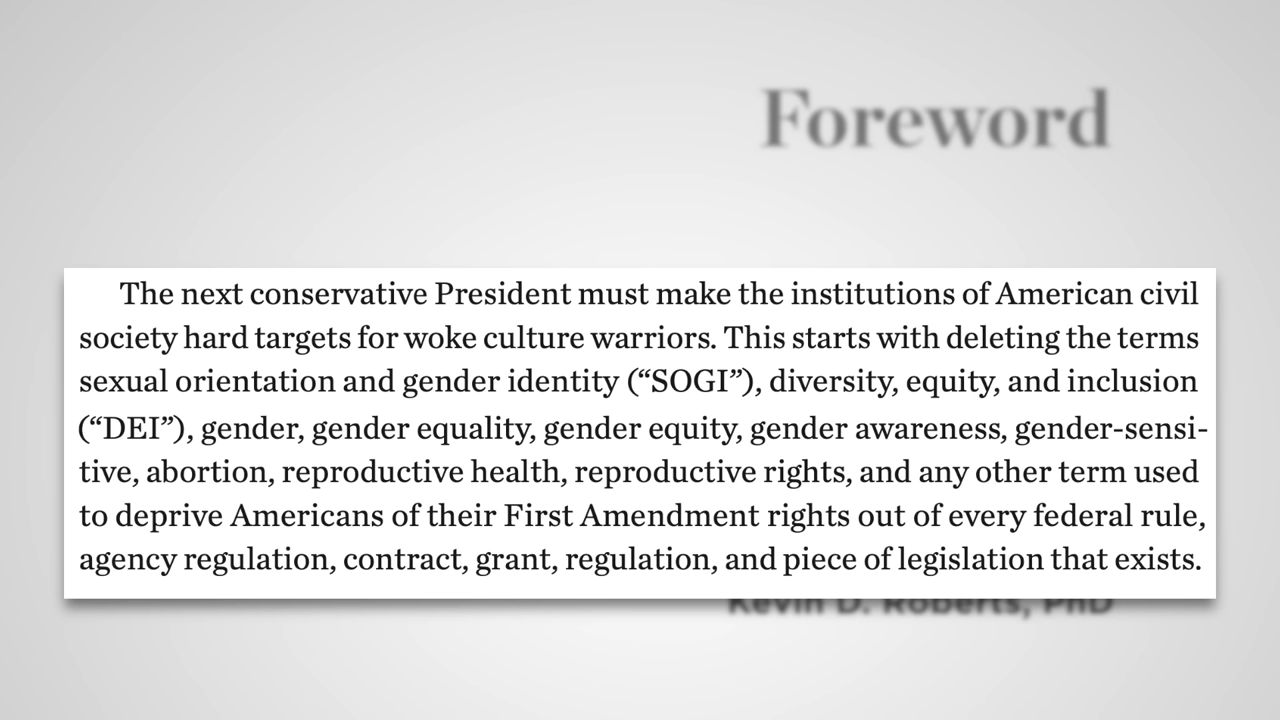 Foreword
The next conservative President must make the institutions of American civil
society hard targets for woke culture warriors. This starts with deleting the terms
sexual orientation and gender identity (“SOGI”), diversity, equity, and inclusion
(“DEI”), gender, gender equality, gender equity, gender awareness, gender-sensi-
tive, abortion, reproductive health, reproductive rights, and any other term used
to deprive Americans of their First Amendment rights out of every federal rule,
agency regulation, contract, grant, regulation, and piece of legislation that exists.
Kevin D. Roberts, PhD